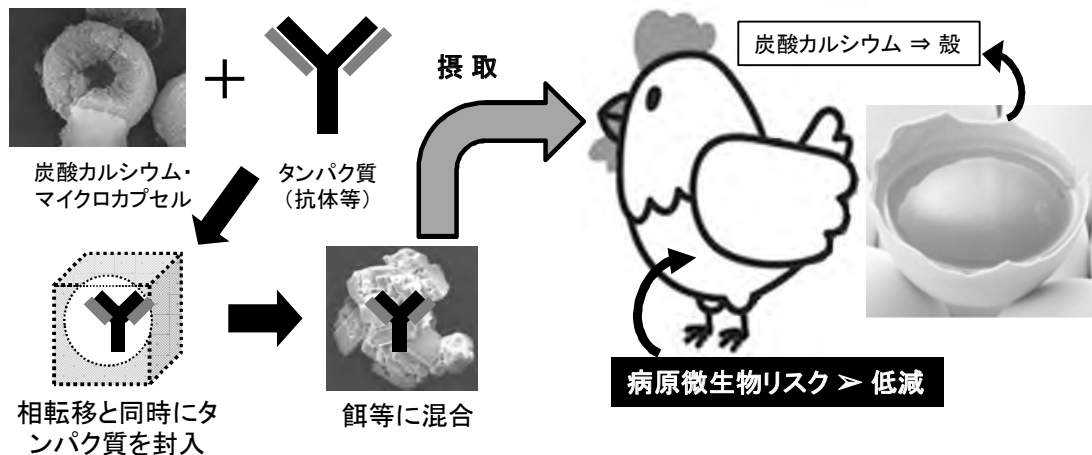 摂 取
炭酸カルシウム ⇒ 殻
炭酸カルシウム・
マイクロカプセル
タンパク質
（抗体等）
相転移と同時にタ
ンパク質を封入
餌等に混合
病原微生物リスク ➢ 低減